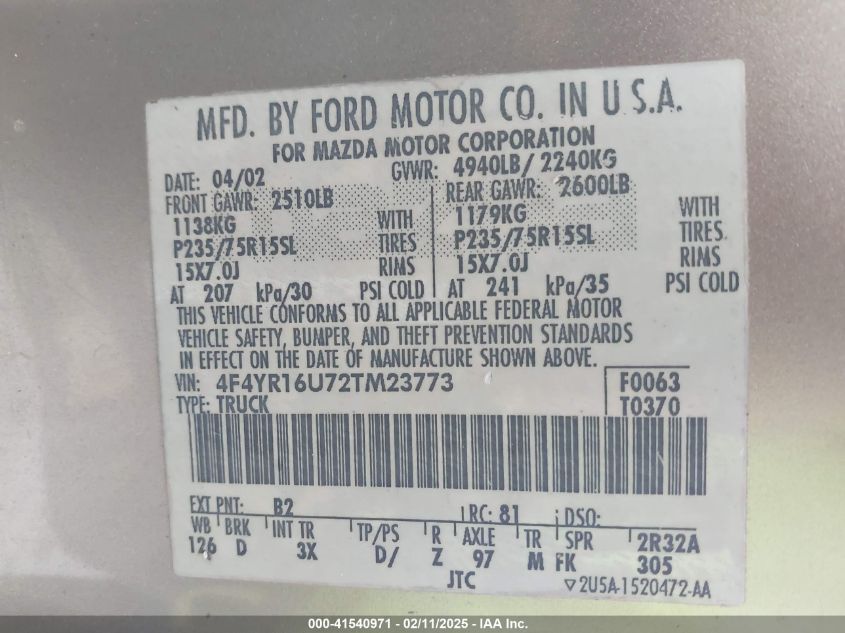 MFD. BY FORD MOTOR CO. IN U S.A.
FOR MAZDA MOTOR CORPORATION
DATE: 04/02 GVWR: 4940LB/ 2240KG
FRONT GAWR: 2510LB REAR GAWR: 2600LB
1138KG WITH 1179KG WITH
P235/75R15SL TIRES P235/75R15SL TIRES
15X7.0J RIMS 15X7.0J RIMS
AT 207 kPa/30 PSI COLD AT 241 kPa/35 PSI COLD
THIS VEHICLE CONFORMS TO ALL APPLICABLE FEDERAL MOTOR
VEHICLE SAFETY, BUMPER, AND THEFT PREVENTION STANDARDS
IN EFFECT ON THE DATE OF MANUFACTURE SHOWN ABOVE.
VIN: 4F4YR16U72TM23773 F0063
TYPE: TRUCK T0370
EXT PNT: B2 RC: 81 DSO:
WB BRK INT TR TP/PS R AXLE TR SPR 2R32A
126 D 3X D/ Z 97 M FK 305
JTC 2U5A-1520472-AA
000-41540971 - 02/11/2025 - IAA Inc.